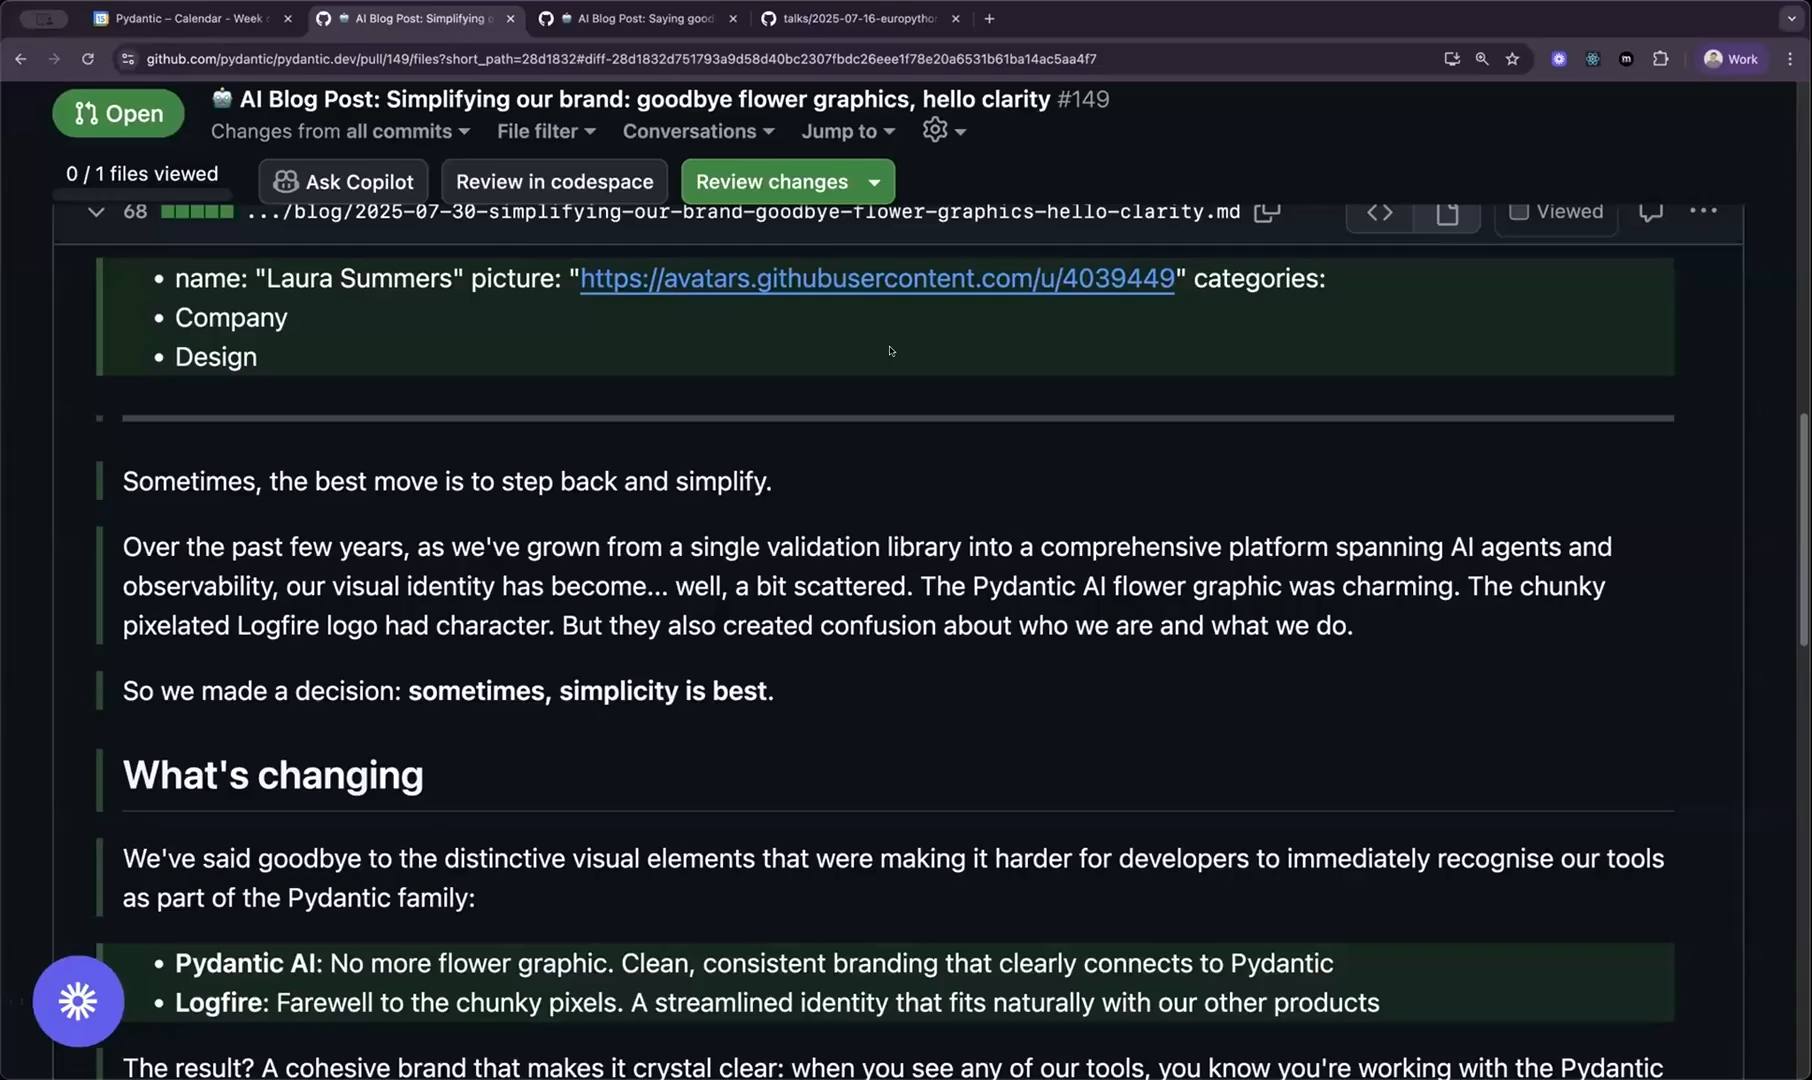 Pydantic – Calendar - Week
AI Blog Post: Simplifying
AI Blog Post: Saying good
talks/2025-07-16-europython
github.com/pydantic/pydantic.dev/pull/149/files?short_path=28d1832#diff-28d1832d751793a9d58d40bc2307fbdc26eee1f78e20a6531b61ba14ac5aa4f7
Work
Open
AI Blog Post: Simplifying our brand: goodbye flower graphics, hello clarity #149
Changes from all commits File filter Conversations Jump to
0 / 1 files viewed
Ask Copilot
Review in codespace
Review changes
68 .../blog/2025-07-30-simplifying-our-brand-goodbye-flower-graphics-hello-clarity.md
Viewed
• name: "Laura Summers" picture: "https://avatars.githubusercontent.com/u/4039449" categories:
• Company
• Design
Sometimes, the best move is to step back and simplify.
Over the past few years, as we've grown from a single validation library into a comprehensive platform spanning AI agents and
observability, our visual identity has become... well, a bit scattered. The Pydantic AI flower graphic was charming. The chunky
pixelated Logfire logo had character. But they also created confusion about who we are and what we do.
So we made a decision: sometimes, simplicity is best.
What's changing
We've said goodbye to the distinctive visual elements that were making it harder for developers to immediately recognise our tools
as part of the Pydantic family:
• Pydantic AI: No more flower graphic. Clean, consistent branding that clearly connects to Pydantic
• Logfire: Farewell to the chunky pixels. A streamlined identity that fits naturally with our other products
The result? A cohesive brand that makes it crystal clear: when you see any of our tools, you know you're working with the Pydantic